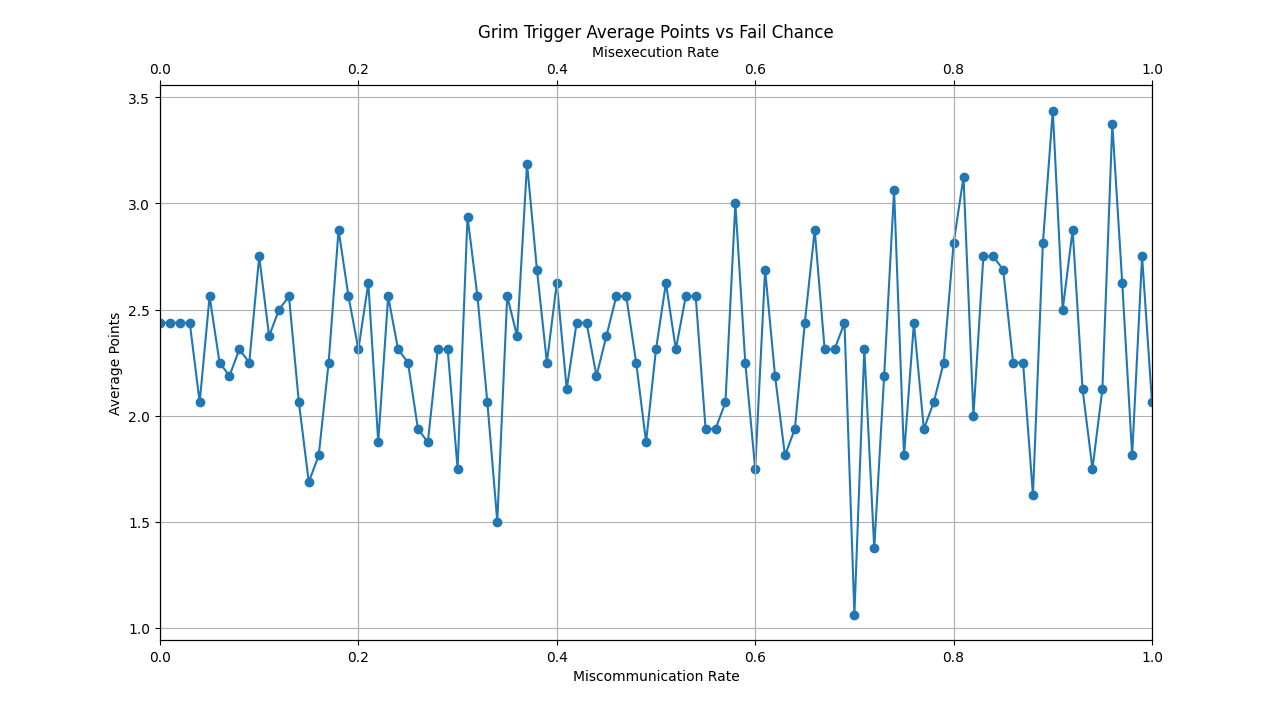 Grim Trigger Average Points vs Fail Chance
Misexecution Rate
0.0 0.2 0.4 0.6 0.8 1.0
3.5
3.0
2.5
2.0
1.5
1.0
Average Points
0.0 0.2 0.4 0.6 0.8 1.0
Miscommunication Rate